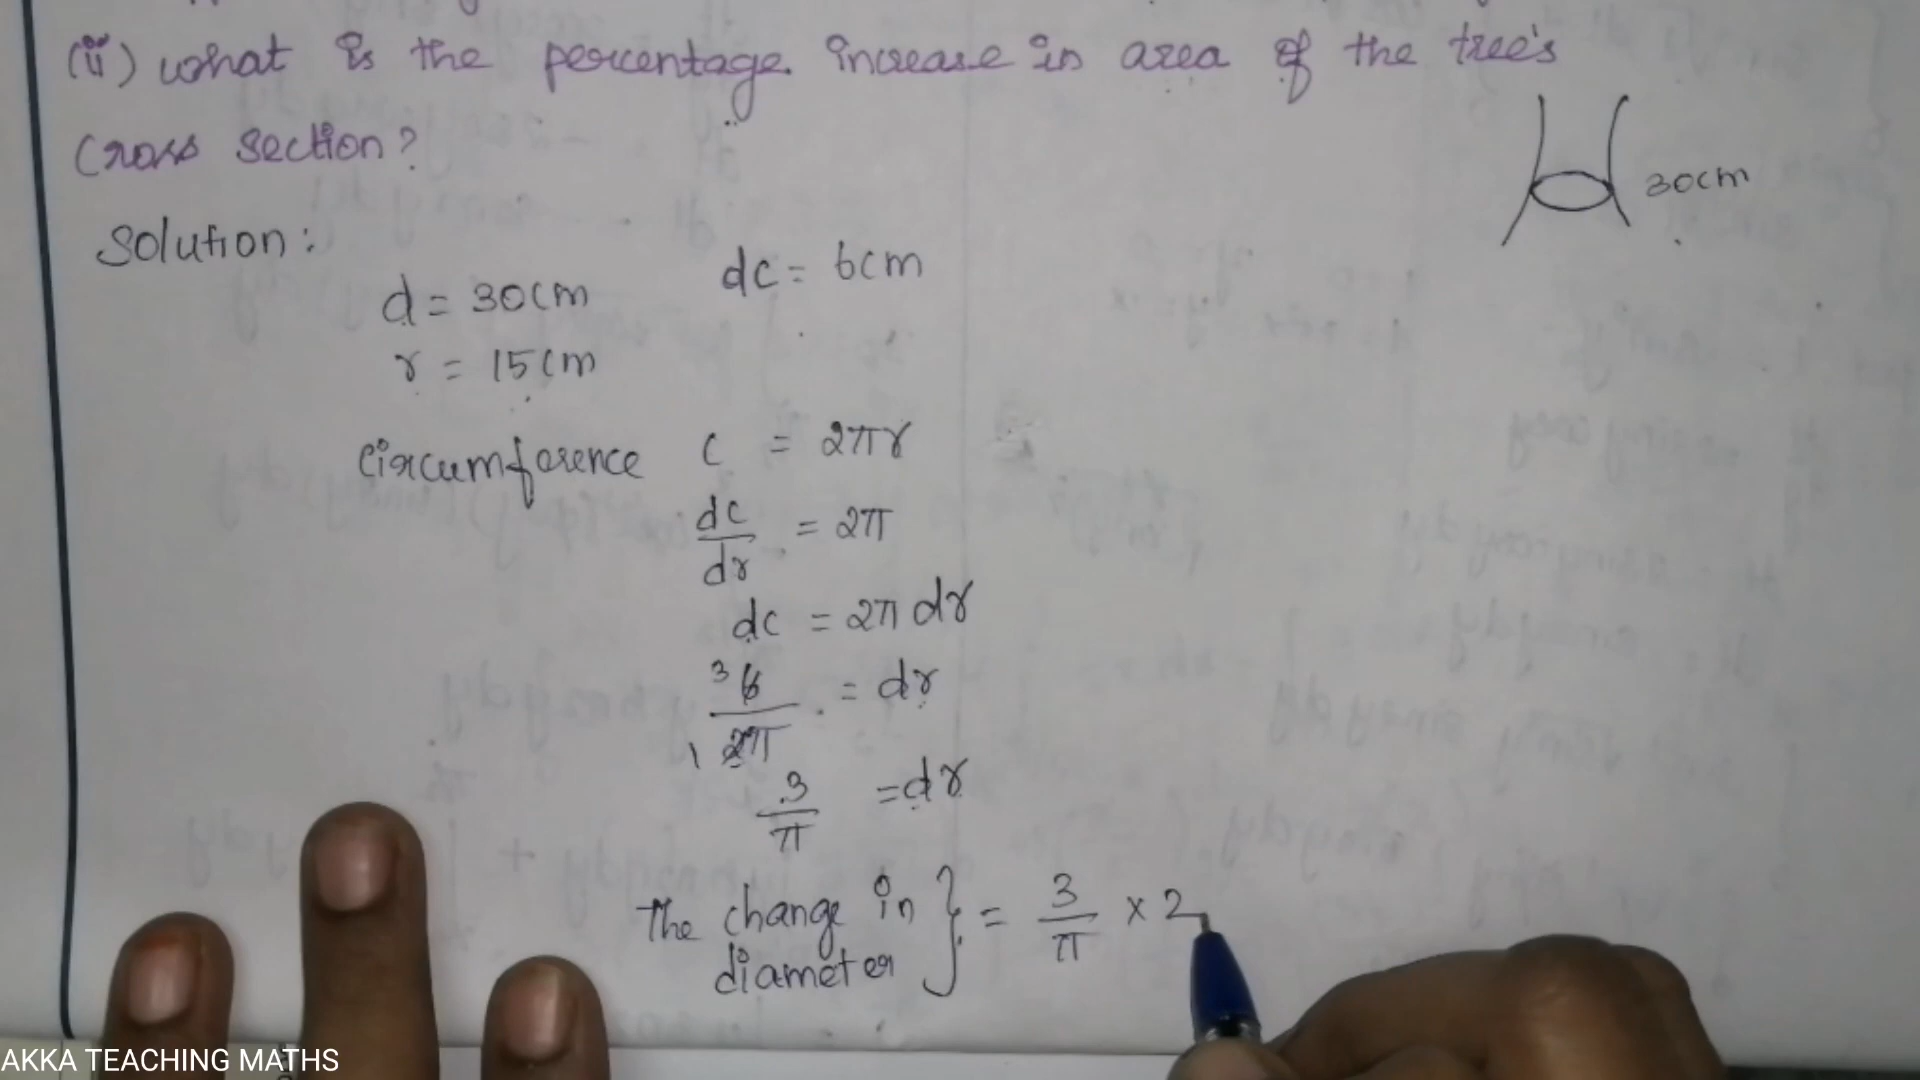 (ii) what is the percentage increase in area of the tree's
cross section?
30cm
Solution:
d = 30cm
dc = 6cm
r = 15cm
Circumference c = 2πr
dc/dr = 2π
dc = 2π dr
3 6/1 2π = dr
3/π = dr
The change in diameter } = 3/π × 2
AKKA TEACHING MATHS